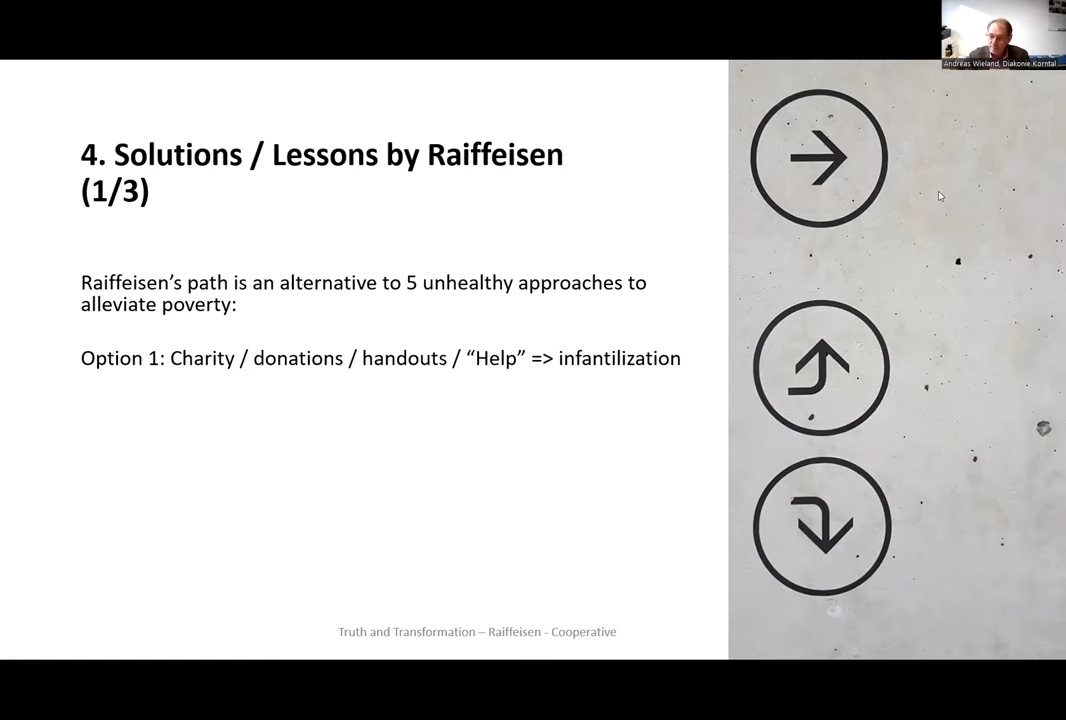 Andreas Wieland, Diakonie Korntal
4. Solutions / Lessons by Raiffeisen
(1/3)
Raiffeisen’s path is an alternative to 5 unhealthy approaches to
alleviate poverty:
Option 1: Charity / donations / handouts / “Help” => infantilization
Truth and Transformation – Raiffeisen - Cooperative